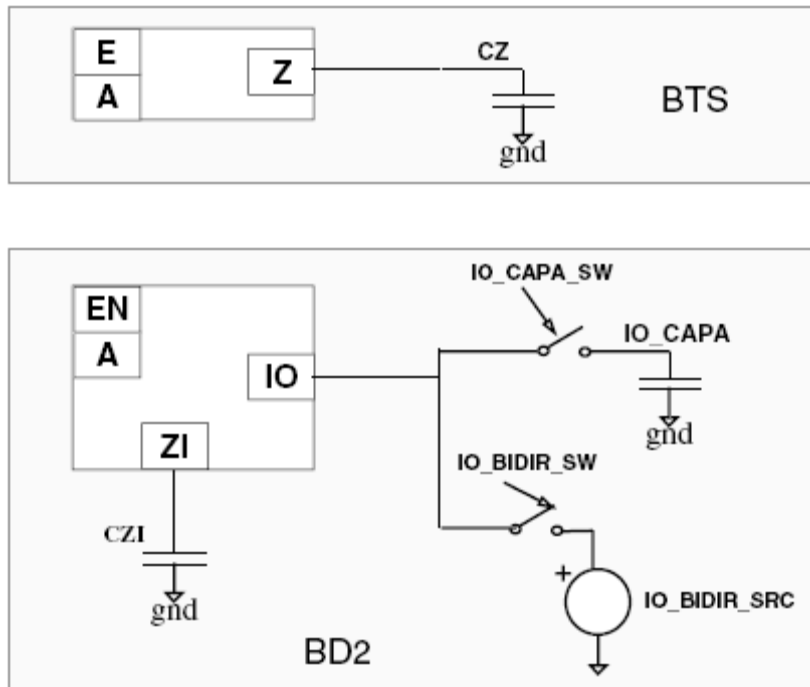 E
A
Z
CZ
gnd
BTS
EN
A
IO
ZI
CZI
gnd
IO_CAPA_SW
IO_CAPA
gnd
IO_BIDIR_SW
+
IO_BIDIR_SRC
BD2